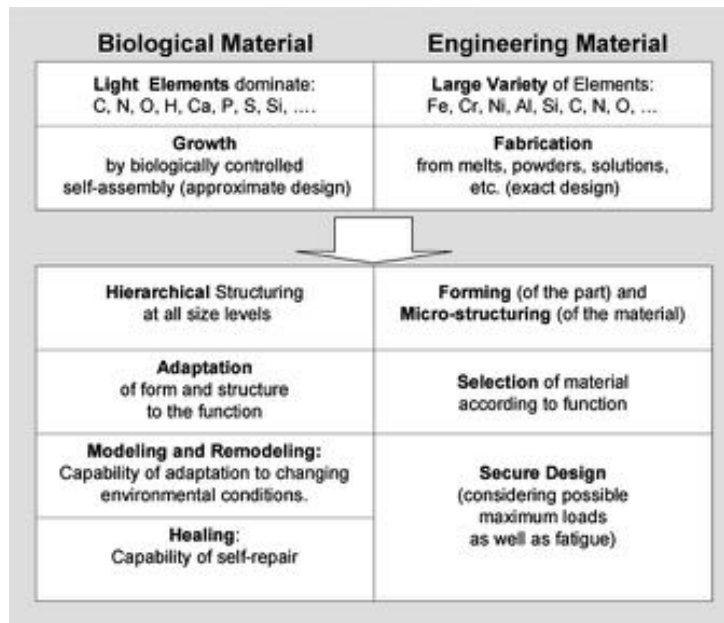 Biological Material
Engineering Material
Light Elements dominate:
C, N, O, H, Ca, P, S, Si, ....
Large Variety of Elements:
Fe, Cr, Ni, Al, Si, C, N, O, ...
Growth
by biologically controlled
self-assembly (approximate design)
Fabrication
from melts, powders, solutions,
etc. (exact design)
Hierarchical Structuring
at all size levels
Forming (of the part) and
Micro-structuring (of the material)
Adaptation
of form and structure
to the function
Selection of material
according to function
Modeling and Remodeling:
Capability of adaptation to changing
environmental conditions.
Healing:
Capability of self-repair
Secure Design
(considering possible
maximum loads
as well as fatigue)